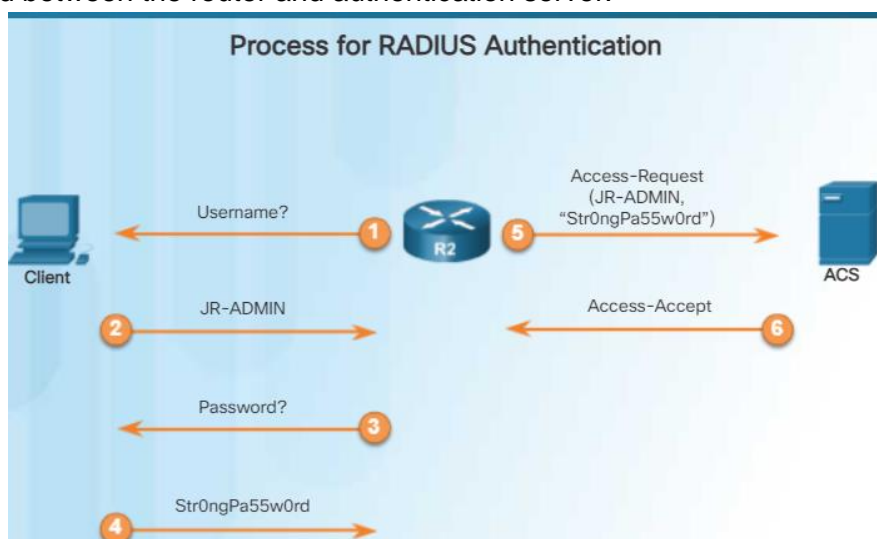 between the router and authentication server.
Process for RADIUS Authentication
Access-Request
(JR-ADMIN,
“Str0ngPa55w0rd”)
Username?
1
R2
5
Client
ACS
JR-ADMIN
Access-Accept
2
6
Password?
3
Str0ngPa55w0rd
4